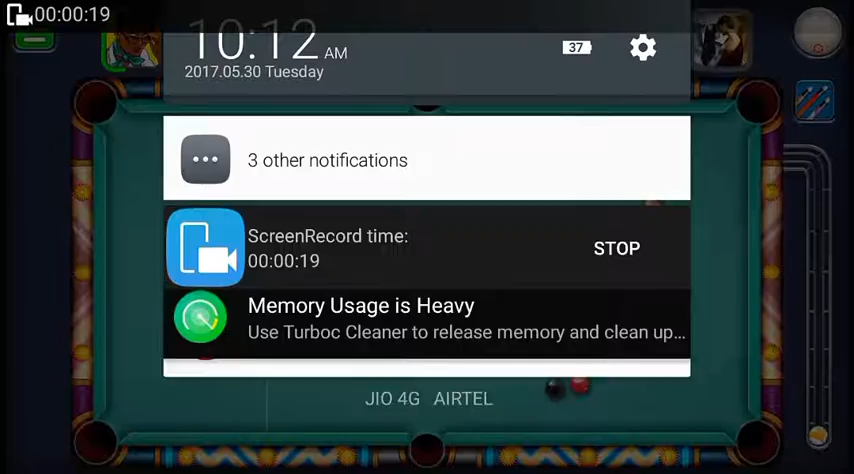 00:00:19
10:12 AM
37
2017.05.30 Tuesday
3 other notifications
ScreenRecord time:
00:00:19
STOP
Memory Usage is Heavy
Use Turboc Cleaner to release memory and clean up...
JIO 4G AIRTEL